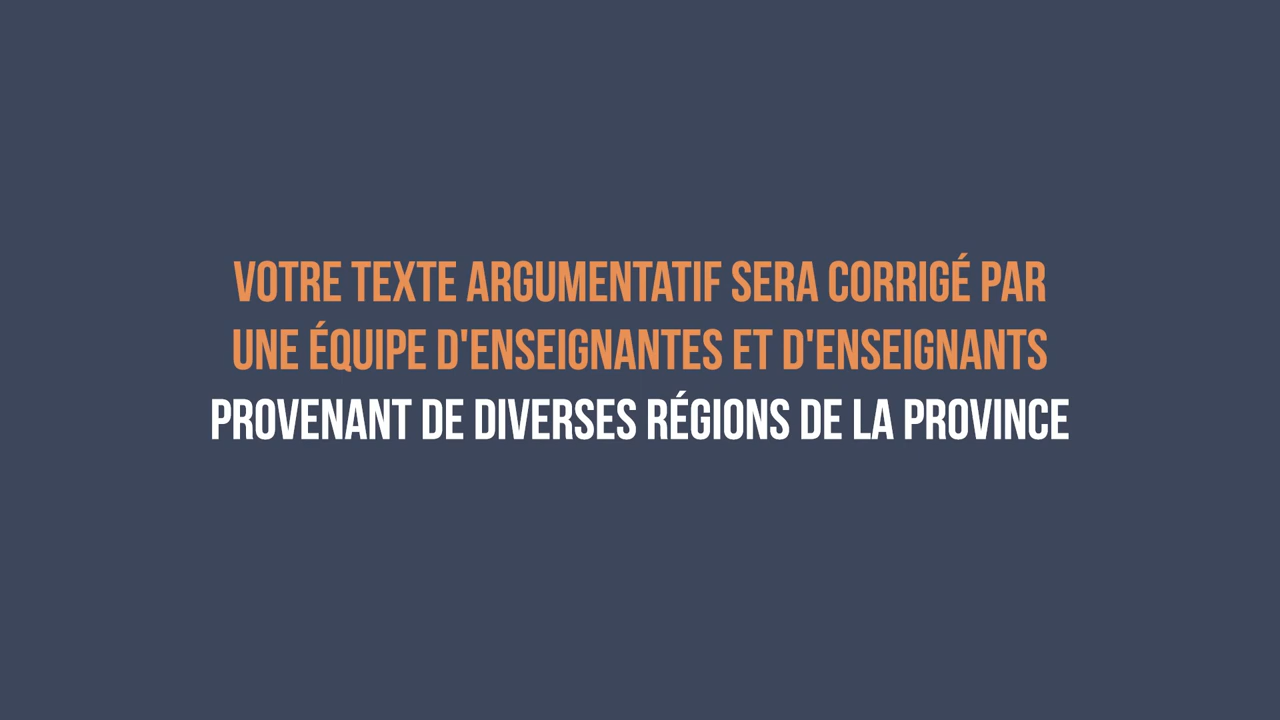 VOTRE TEXTE ARGUMENTATIF SERA CORRIGÉ PAR
UNE ÉQUIPE D'ENSEIGNANTES ET D'ENSEIGNANTS
PROVENANT DE DIVERSES RÉGIONS DE LA PROVINCE